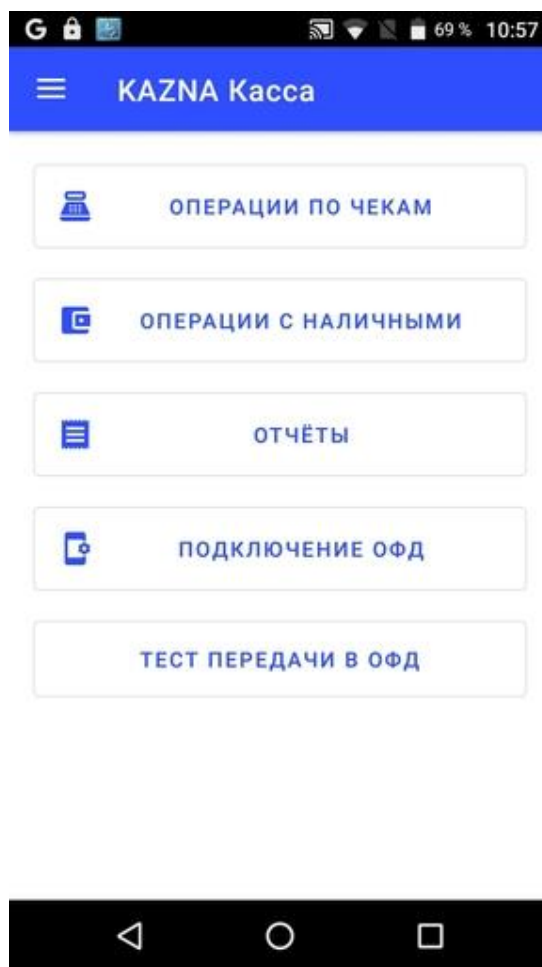 G 69 % 10:57
KAZNA Касса
ОПЕРАЦИИ ПО ЧЕКАМ
ОПЕРАЦИИ С НАЛИЧНЫМИ
ОТЧЁТЫ
ПОДКЛЮЧЕНИЕ ОФД
ТЕСТ ПЕРЕДАЧИ В ОФД